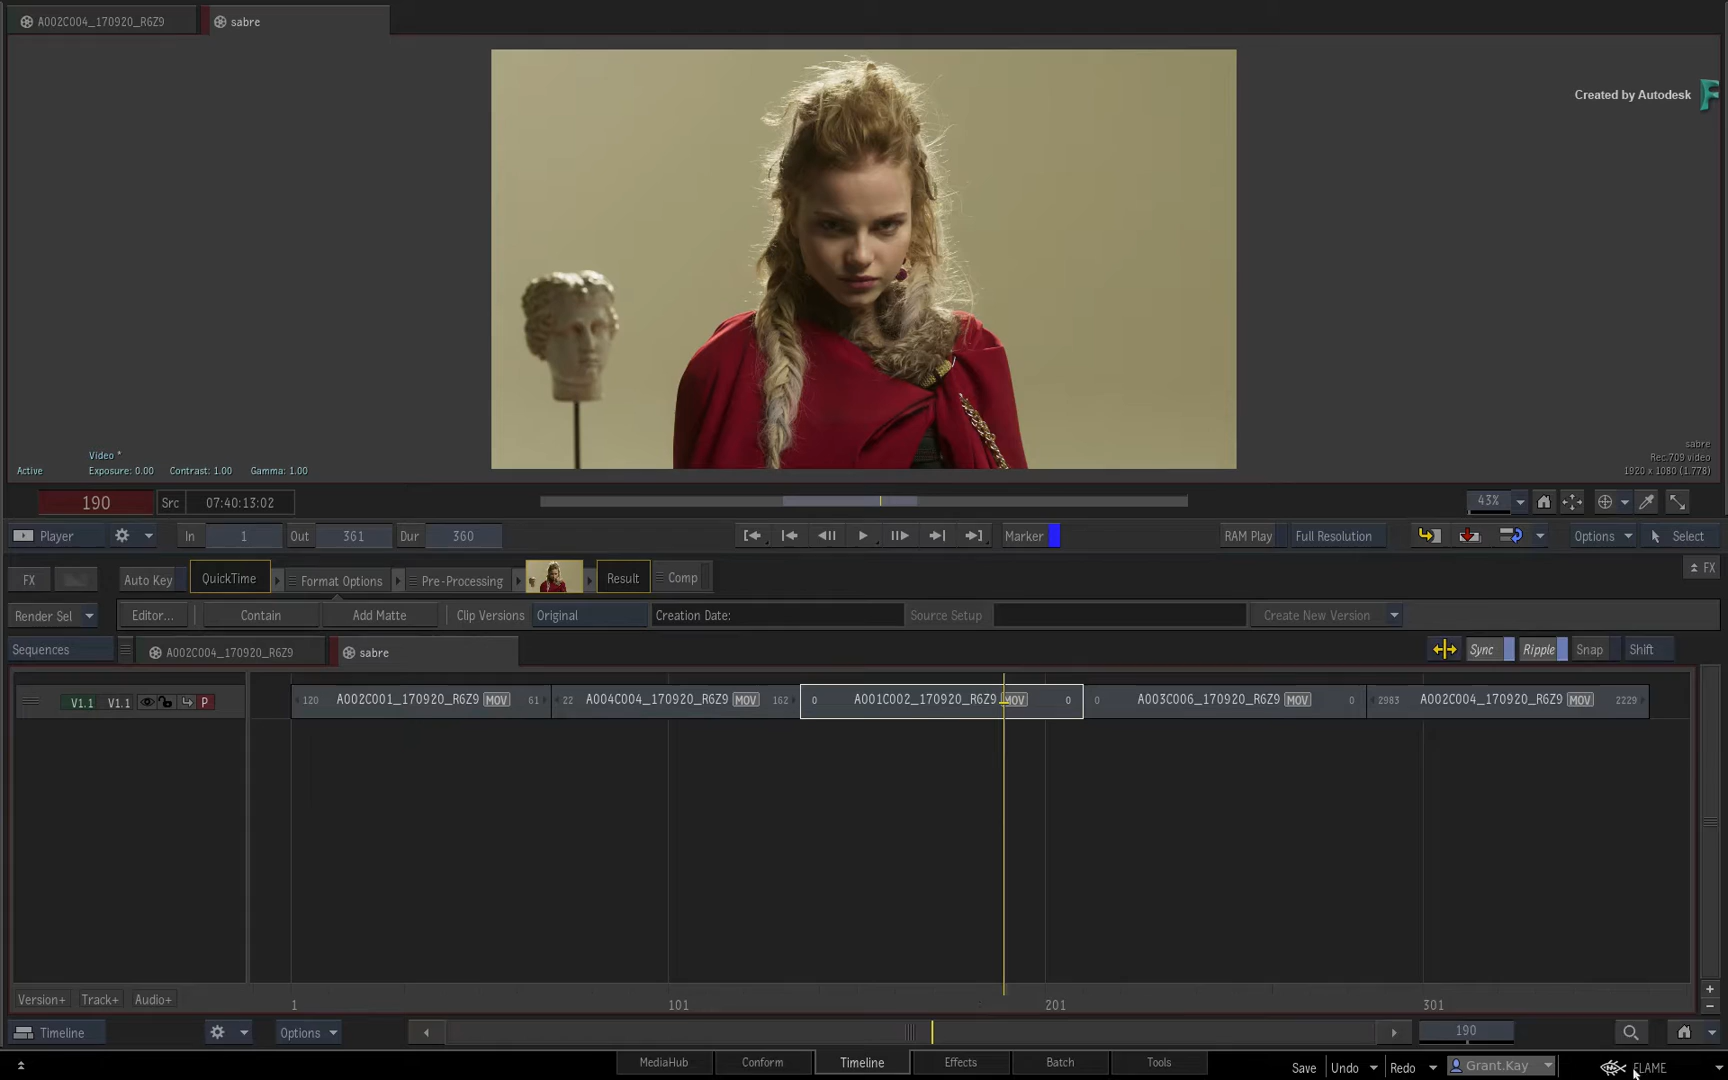 A002C004_170920_R6Z9 sabre
Created by Autodesk
Video *
Active Exposure: 0.00 Contrast: 1.00 Gamma: 1.00
sabre
Rec.709 video
1920 x 1080 (1.778)
190 Src 07:40:13:02 43%
Player In 1 Out 361 Dur 360 Marker RAM Play Full Resolution Options Select
FX Auto Key QuickTime Format Options Pre-Processing Result Comp FX
Render Sel Editor... Contain Add Matte Clip Versions Original Creation Date: Source Setup Create New Version
Sequences A002C004_170920_R6Z9 sabre Sync Ripple Snap Shift
V1.1 V1.1 P 120 A002C001_170920_R6Z9 MOV 61 22 A004C004_170920_R6Z9 MOV 162 0 A001C002_170920_R6Z9 MOV 0 0 A003C006_170920_R6Z9 MOV 0 2983 A002C004_170920_R6Z9 MOV 2229
Version+ Track+ Audio+ 1 101 201 301
Timeline Options 190
MediaHub Conform Timeline Effects Batch Tools Save Undo Redo Grant.Kay FLAME